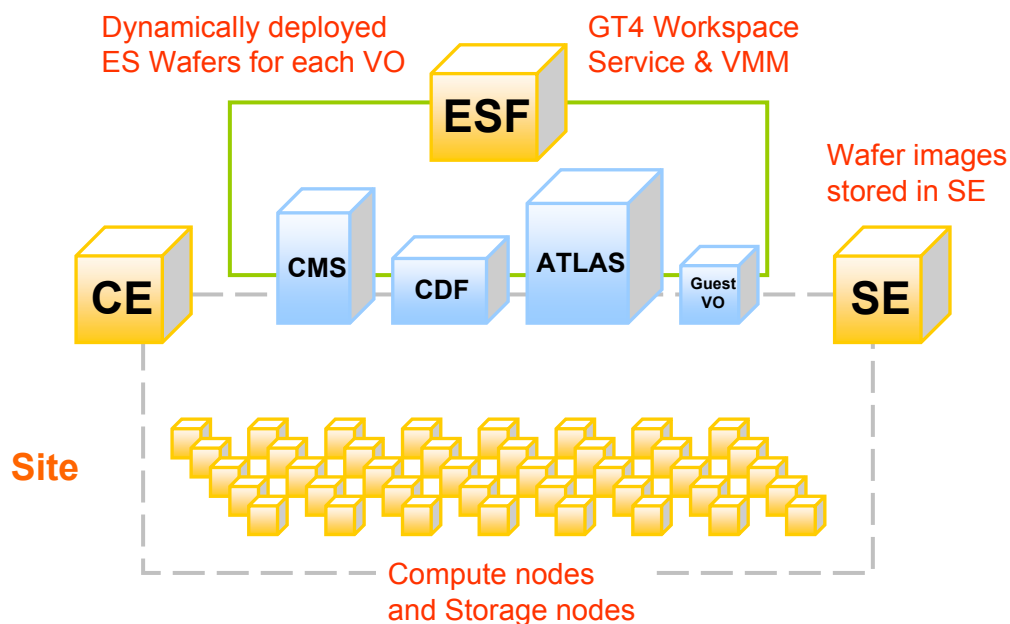 Dynamically deployed
ES Wafers for each VO
GT4 Workspace
Service & VMM
ESF
Wafer images
stored in SE
CMS
CDF
ATLAS
Guest
VO
CE
SE
Site
Compute nodes
and Storage nodes